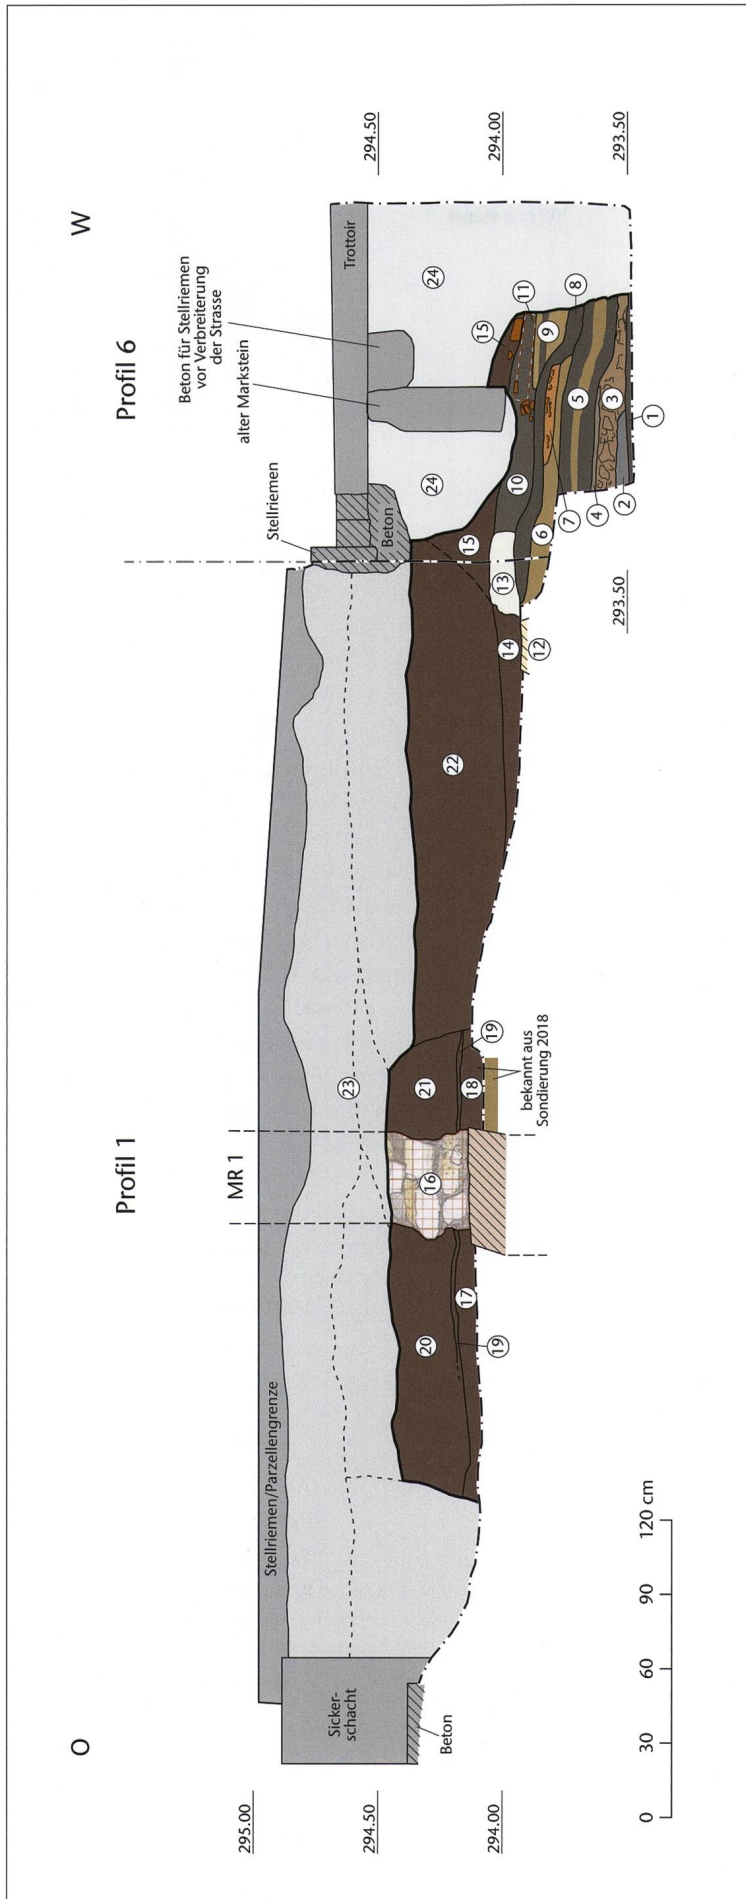 O
Profil 1
Profil 6
W
295.00
294.50
294.00
294.50
294.00
293.50
293.50
Sicker-
schacht
Beton
Stellriemen/Parzellengrenze
MR 1
Stellriemen
alter Markstein
Beton für Stellriemen
vor Verbreiterung
der Strasse
Trottoir
Beton
bekannt aus
Sondierung 2018
23
20
19
17
16
21
18
19
22
14
12
13
15
10
24
24
15
11
9
8
6
7
5
4
3
2
1
0
30
60
90
120 cm